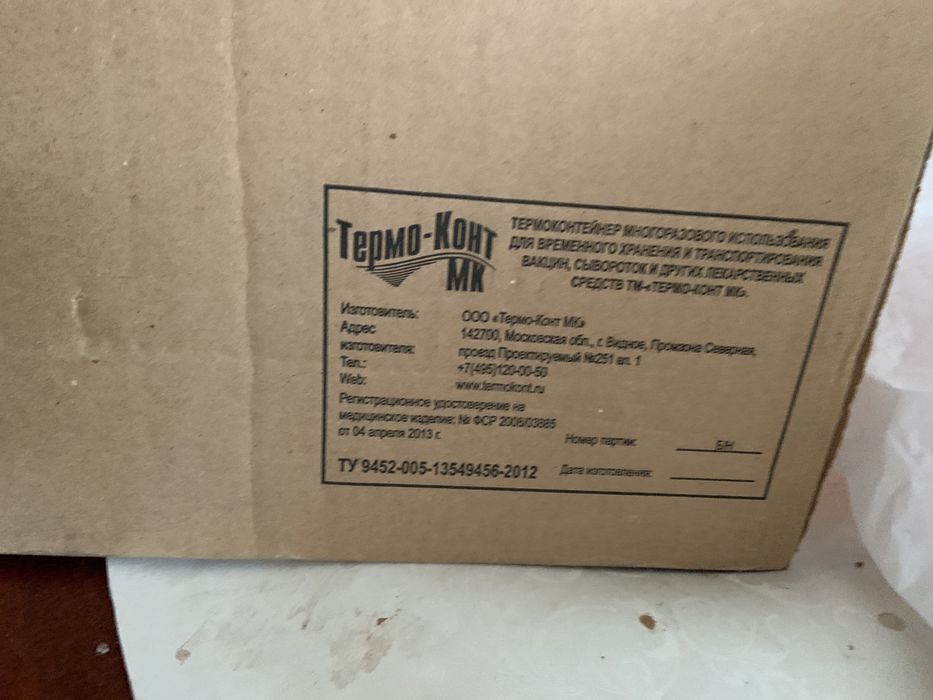 Термо-Конт
МК
ТЕРМОКОНТЕЙНЕР МНОГОРАЗОВОГО ИСПОЛЬЗОВАНИЯ
ДЛЯ ВРЕМЕННОГО ХРАНЕНИЯ И ТРАНСПОРТИРОВАНИЯ
ВАКЦИН, СЫВОРОТОК И ДРУГИХ ЛЕКАРСТВЕННЫХ
СРЕДСТВ ТМ-«ТЕРМО-КОНТ МК».
Изготовитель: ООО «Термо-Конт МК»
Адрес 142700, Московская обл., г. Видное, Промзона Северная,
изготовителя: проезд Проектируемый №251 вл. 1
Тел.: +7(495)120-00-50
Web: www.termokont.ru
Регистрационное удостоверение на
медицинское изделие: № ФСР 2008/03885
от 04 апреля 2013 г.
Номер партии: Б/Н
ТУ 9452-005-13549456-2012 Дата изготовления: